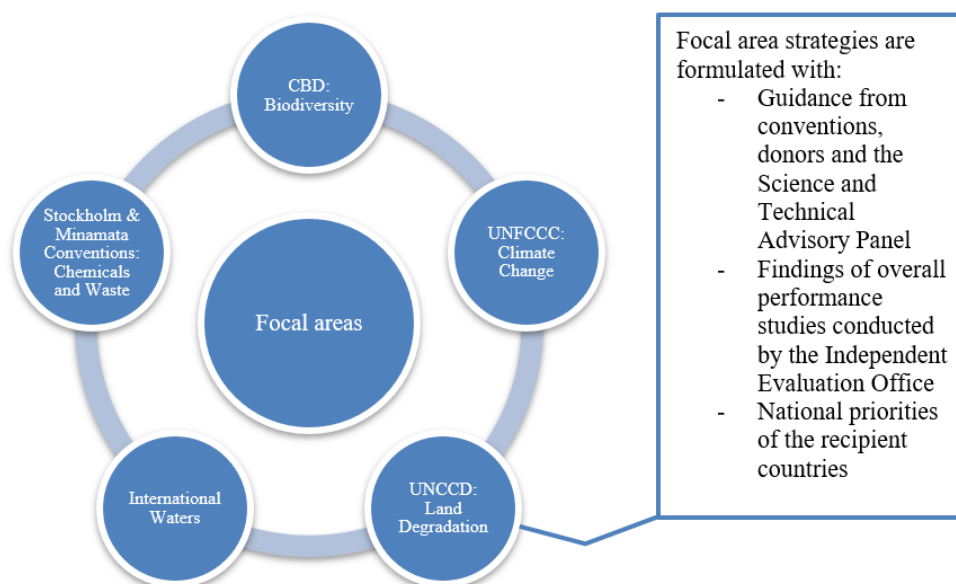 CBD:
Biodiversity
UNFCCC:
Climate
Change
UNCCD:
Land
Degradation
International
Waters
Stockholm &
Minamata
Conventions:
Chemicals
and Waste
Focal areas
Focal area strategies are
formulated with:
- Guidance from
conventions,
donors and the
Science and
Technical
Advisory Panel
- Findings of overall
performance
studies conducted
by the Independent
Evaluation Office
- National priorities
of the recipient
countries